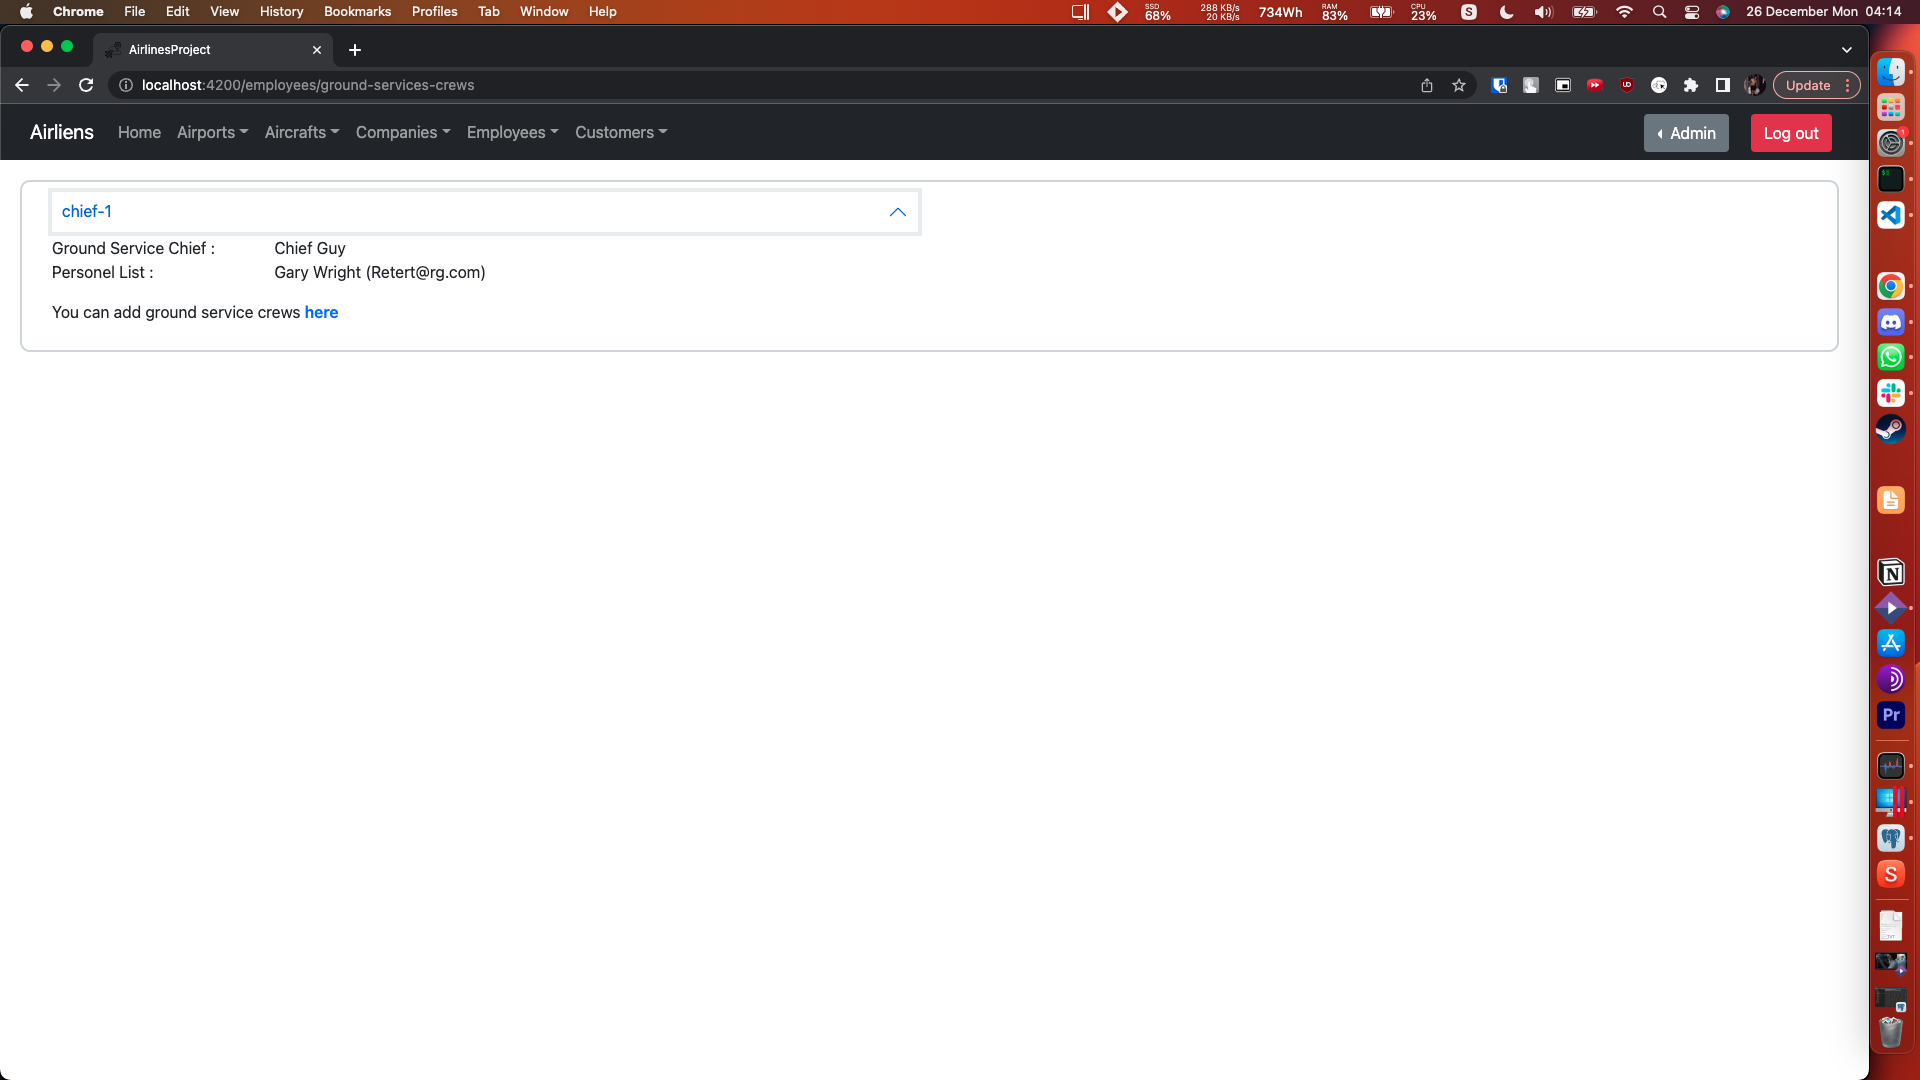 Chrome File Edit View History Bookmarks Profiles Tab Window Help SSD 68% 288 KB/s 20 KB/s 734Wh RAM 83% CPU 23% S 26 December Mon 04:14
AirlinesProject
localhost:4200/employees/ground-services-crews Update
Airliens Home Airports Aircrafts Companies Employees Customers Admin Log out
chief-1
Ground Service Chief : Chief Guy
Personel List : Gary Wright (Retert@rg.com)
You can add ground service crews here
1
$$
N
Pr
S
TXT